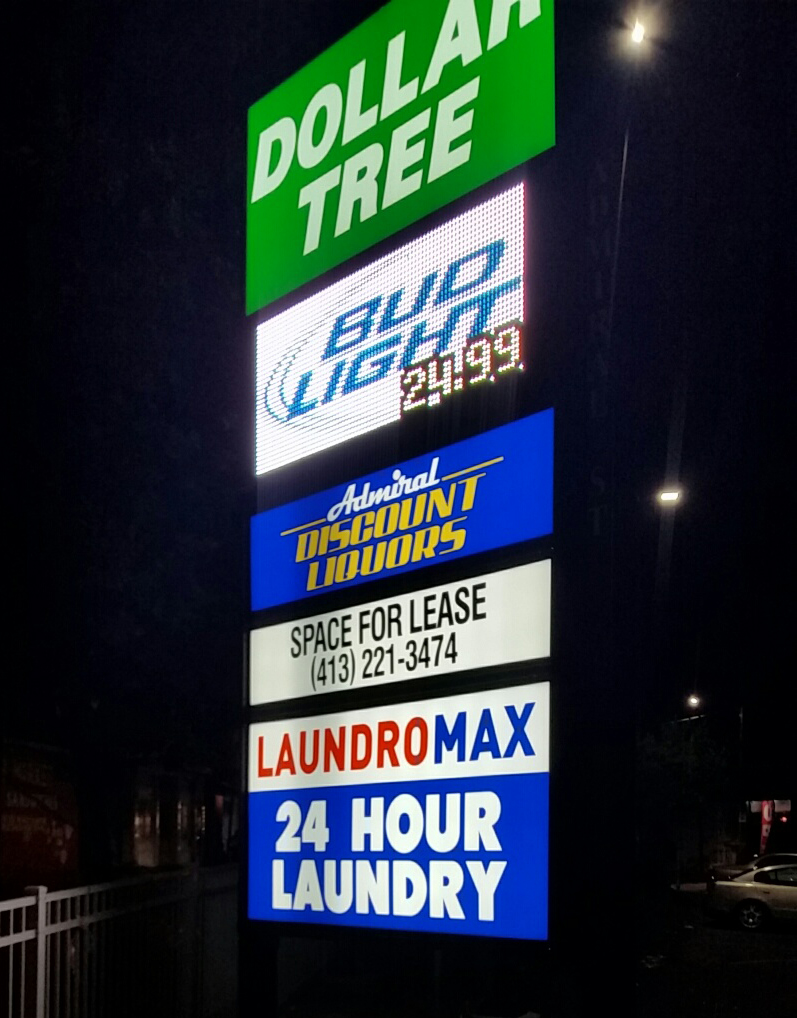 DOLLAR
TREE
BUD
LIGHT
24.99
Admiral
DISCOUNT
LIQUORS
SPACE FOR LEASE
(413) 221-3474
LAUNDROMAX
24 HOUR
LAUNDRY